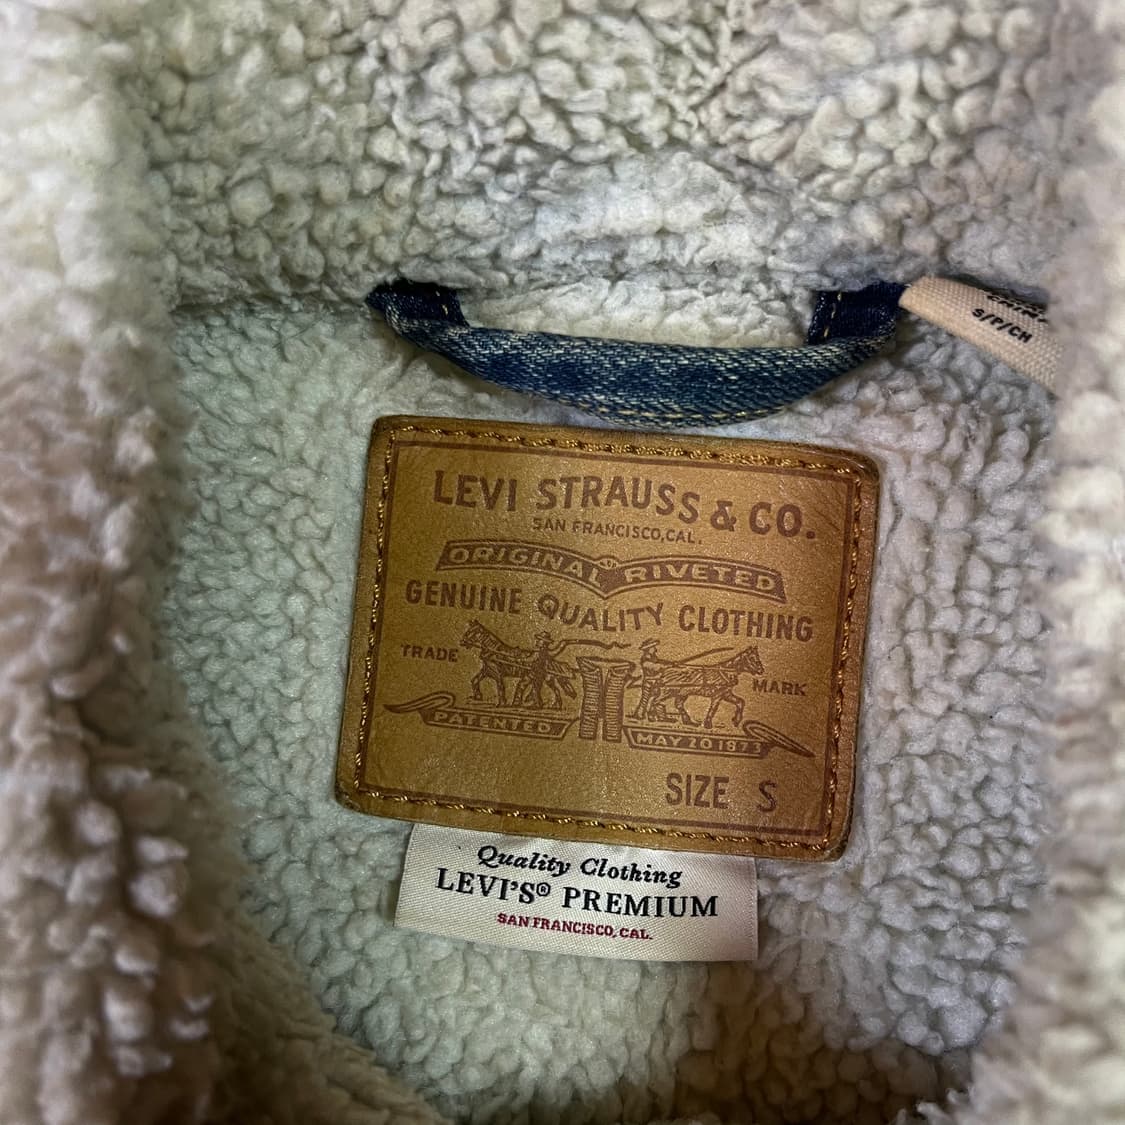 S/P/CH
LEVI STRAUSS & CO.
SAN FRANCISCO, CAL.
ORIGINAL RIVETED
GENUINE QUALITY CLOTHING
TRADE MARK
PATENTED MAY 20 1873
SIZE S
Quality Clothing
LEVI'S® PREMIUM
SAN FRANCISCO, CAL.